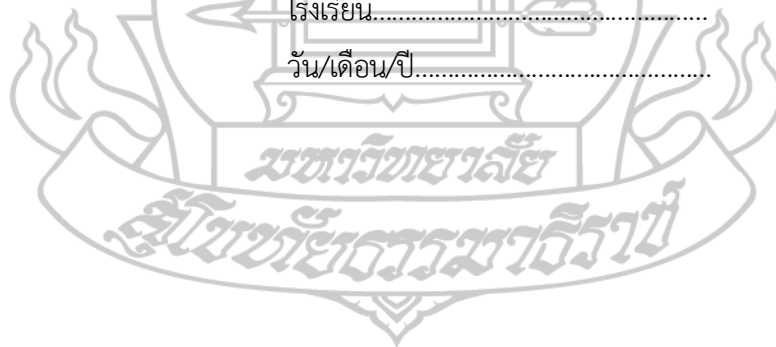 โรงเรียน..................................................
วัน/เดือน/ปี............................................
มหาวิทยาลัย
สุโขทัยธรรมาธิราช